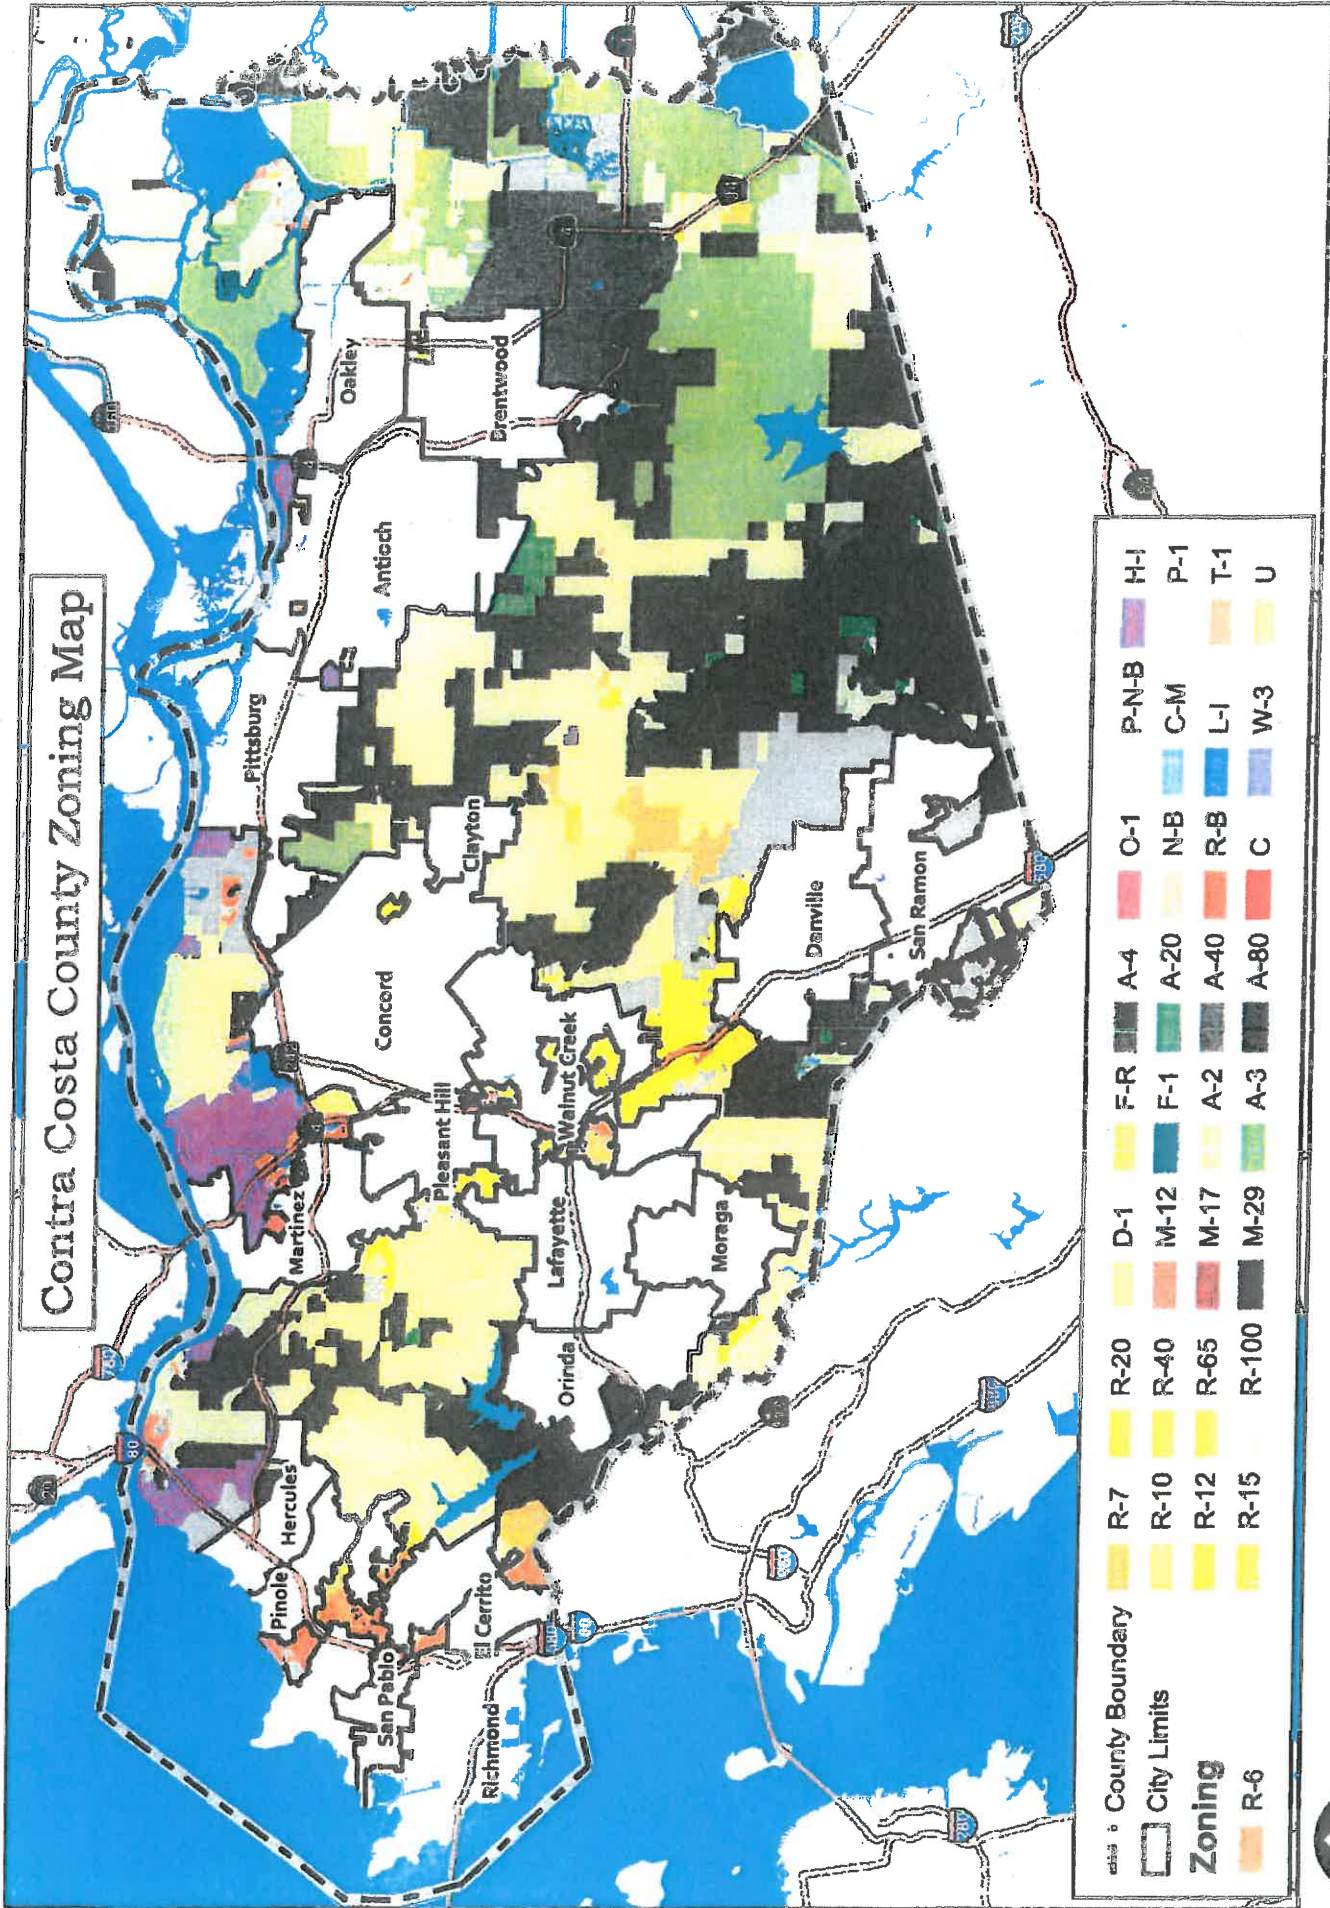 Contra Costa County Zoning Map
Pittsburg
Oakley
Antioch
Brentwood
Martinez
Concord
Clayton
Hercules
Pinole
Pleasant Hill
San Pablo
El Cerrito
Richmond
Lafayette
Walnut Creek
Orinda
Moraga
Danville
San Ramon
80
4
680
County Boundary
City Limits
Zoning
R-6
R-7
R-10
R-12
R-15
R-20
R-40
R-65
R-100
D-1
M-12
M-17
M-29
F-R
F-1
A-2
A-3
A-4
A-20
A-40
A-80
O-1
N-B
R-B
C
P-N-B
C-M
L-I
W-3
H-I
P-1
T-1
U